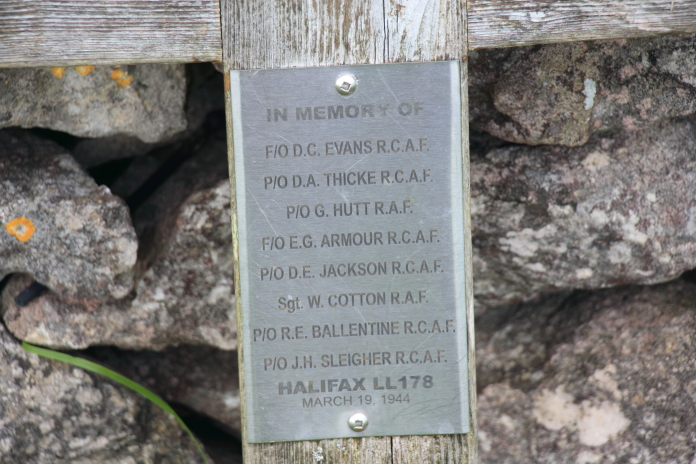 IN MEMORY OF
F/O D.C. EVANS R.C.A.F.
P/O D.A. THICKE R.C.A.F.
P/O G. HUTT R.A.F.
F/O E.G. ARMOUR R.C.A.F.
P/O D.E. JACKSON R.C.A.F.
Sgt. W. COTTON R.A.F.
P/O R.E. BALLENTINE R.C.A.F.
P/O J.H. SLEIGHER R.C.A.F.
HALIFAX LL178
MARCH 19, 1944